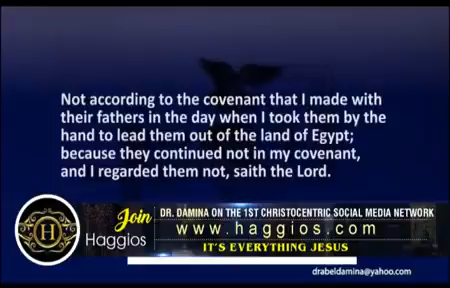 Not according to the covenant that I made with
their fathers in the day when I took them by the
hand to lead them out of the land of Egypt;
because they continued not in my covenant,
and I regarded them not, saith the Lord.
H
Join
Haggios
DR. DAMINA ON THE 1ST CHRISTOCENTRIC SOCIAL MEDIA NETWORK
www.haggios.com
IT'S EVERYTHING JESUS
drabeldamina@yahoo.com